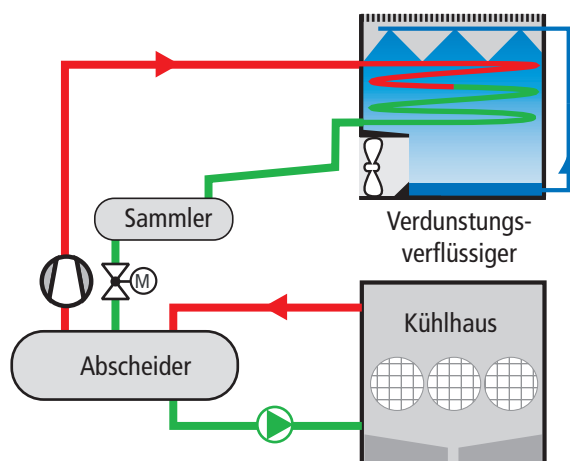 Sammler
Verdunstungs-
verflüssiger
M
Kühlhaus
Abscheider